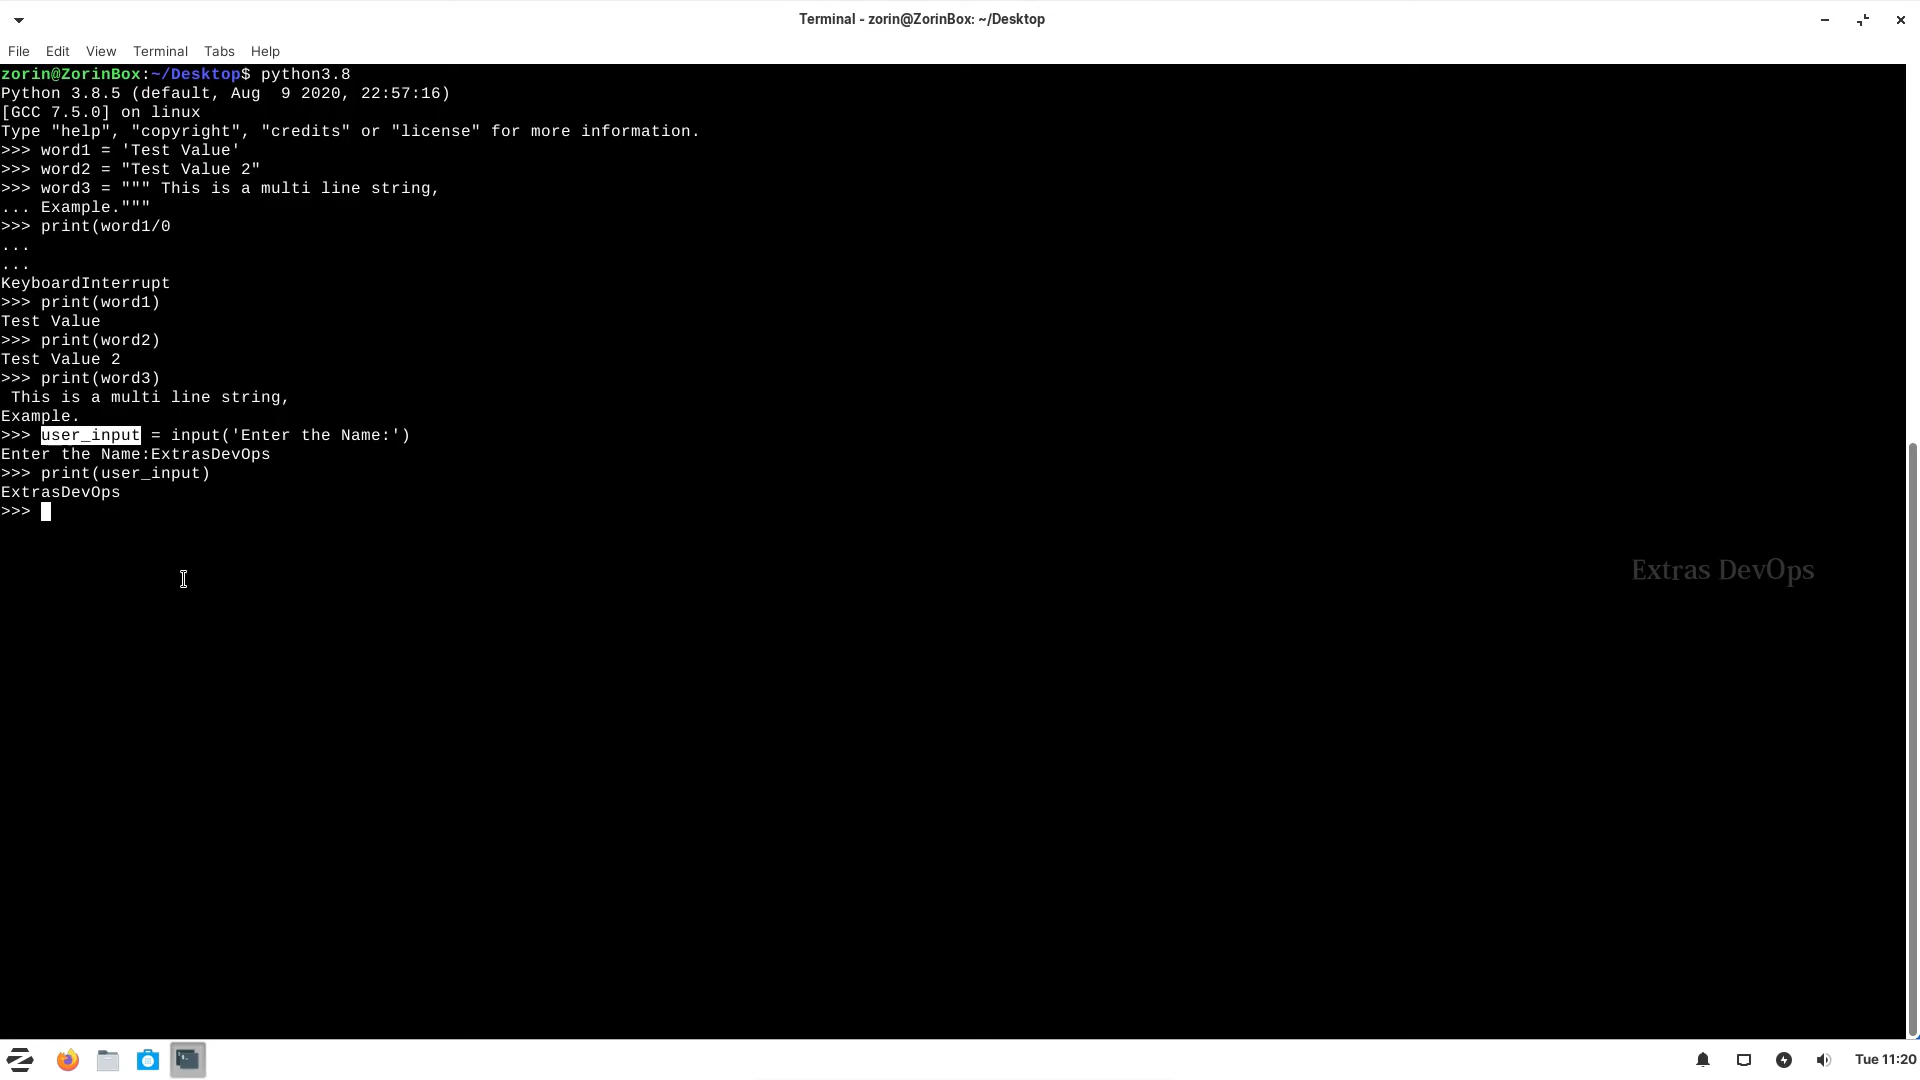 Terminal - zorin@ZorinBox: ~/Desktop
File Edit View Terminal Tabs Help
zorin@ZorinBox:~/Desktop$ python3.8
Python 3.8.5 (default, Aug  9 2020, 22:57:16)
[GCC 7.5.0] on linux
Type "help", "copyright", "credits" or "license" for more information.
>>> word1 = 'Test Value'
>>> word2 = "Test Value 2"
>>> word3 = """ This is a multi line string,
... Example."""
>>> print(word1/0
...
...
KeyboardInterrupt
>>> print(word1)
Test Value
>>> print(word2)
Test Value 2
>>> print(word3)
 This is a multi line string,
Example.
>>> user_input = input('Enter the Name:')
Enter the Name:ExtrasDevOps
>>> print(user_input)
ExtrasDevOps
>>>
Extras DevOps
Tue 11:20